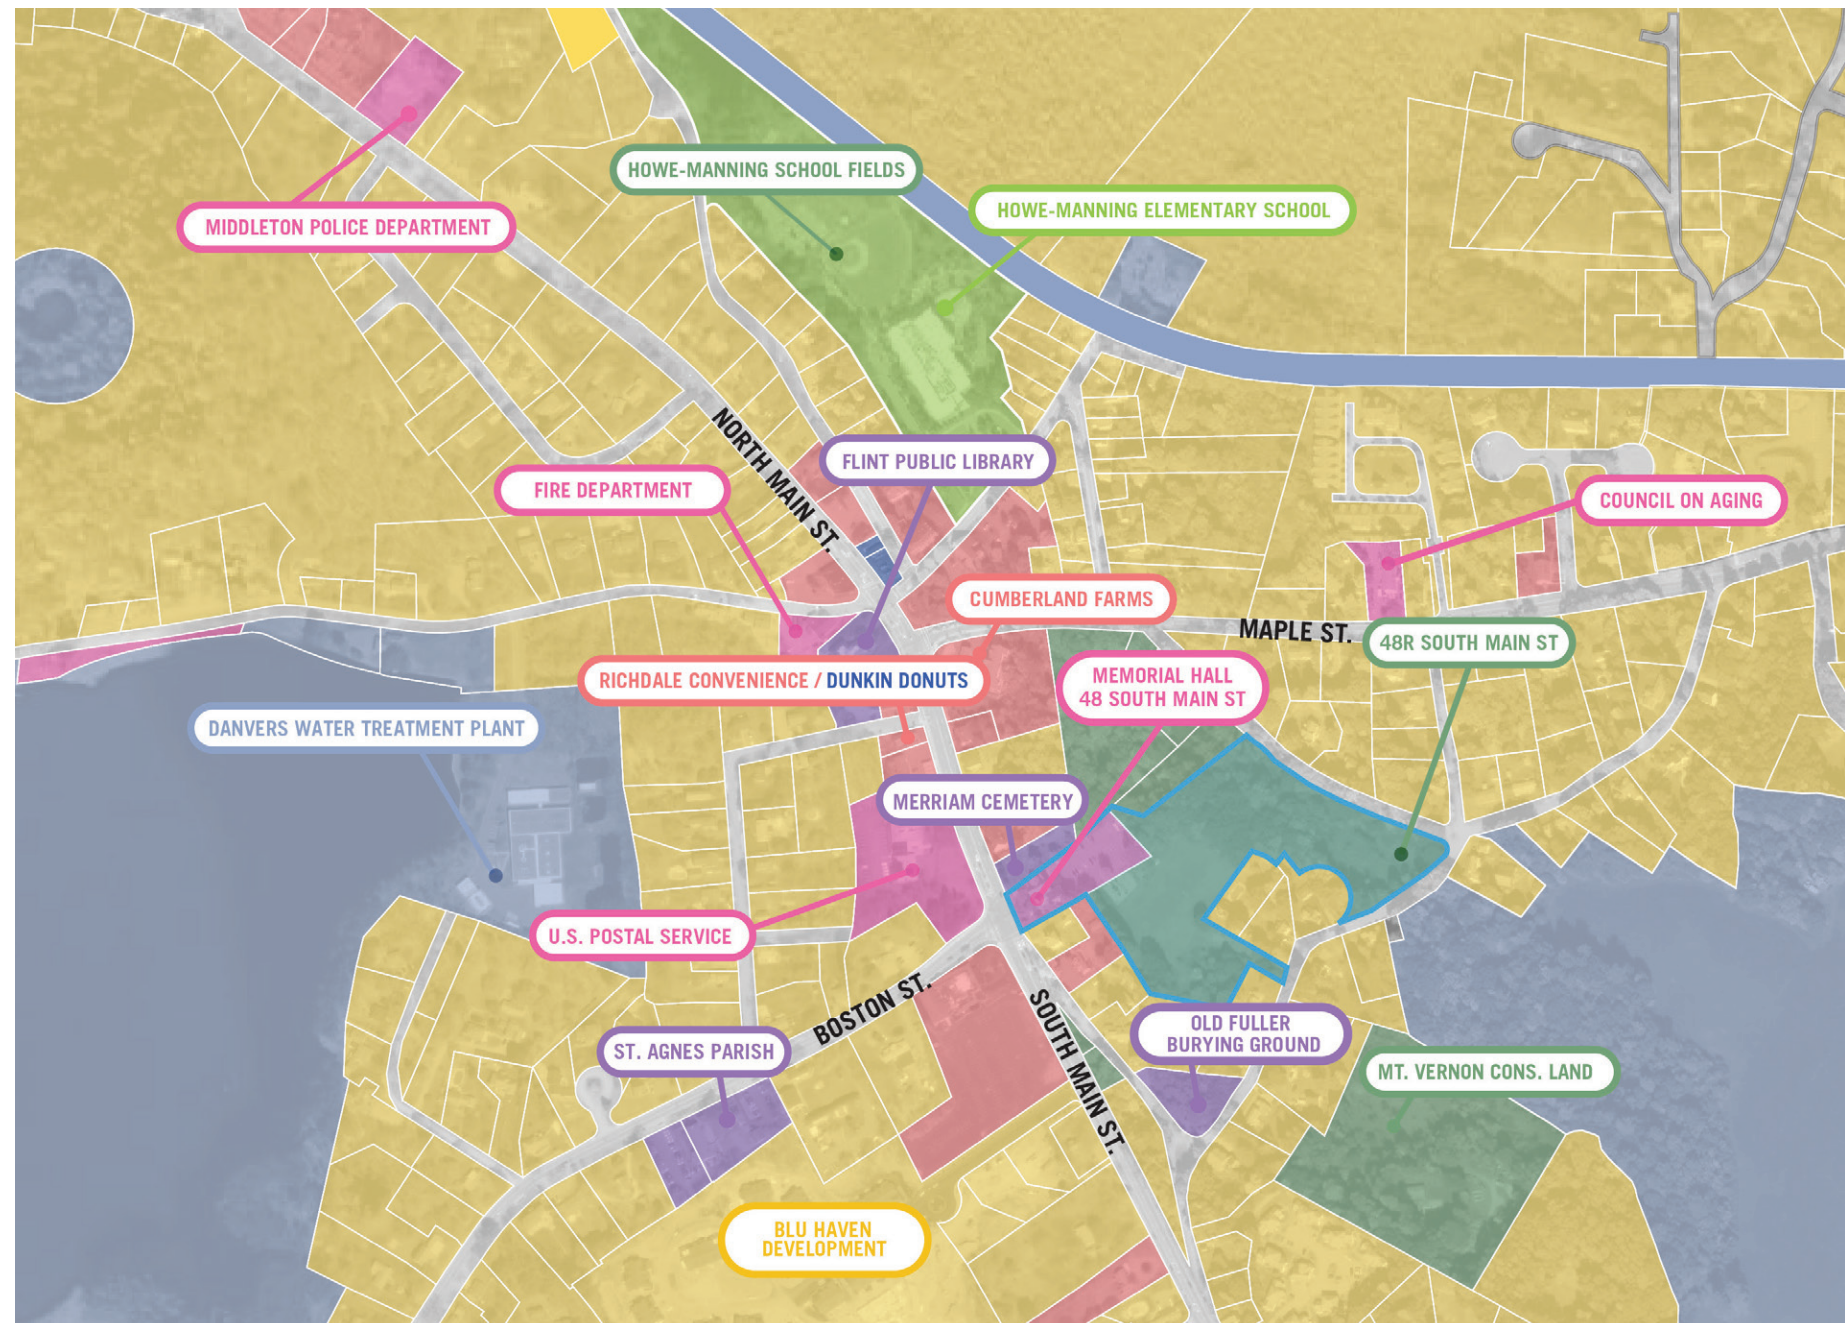 HOWE-MANNING SCHOOL FIELDS
HOWE-MANNING ELEMENTARY SCHOOL
MIDDLETON POLICE DEPARTMENT
NORTH MAIN ST.
FLINT PUBLIC LIBRARY
FIRE DEPARTMENT
COUNCIL ON AGING
CUMBERLAND FARMS
MAPLE ST.
48R SOUTH MAIN ST
RICHDALE CONVENIENCE / DUNKIN DONUTS
MEMORIAL HALL
48 SOUTH MAIN ST
DANVERS WATER TREATMENT PLANT
MERRIAM CEMETERY
U.S. POSTAL SERVICE
BOSTON ST.
SOUTH MAIN ST.
OLD FULLER
BURYING GROUND
ST. AGNES PARISH
MT. VERNON CONS. LAND
BLU HAVEN
DEVELOPMENT